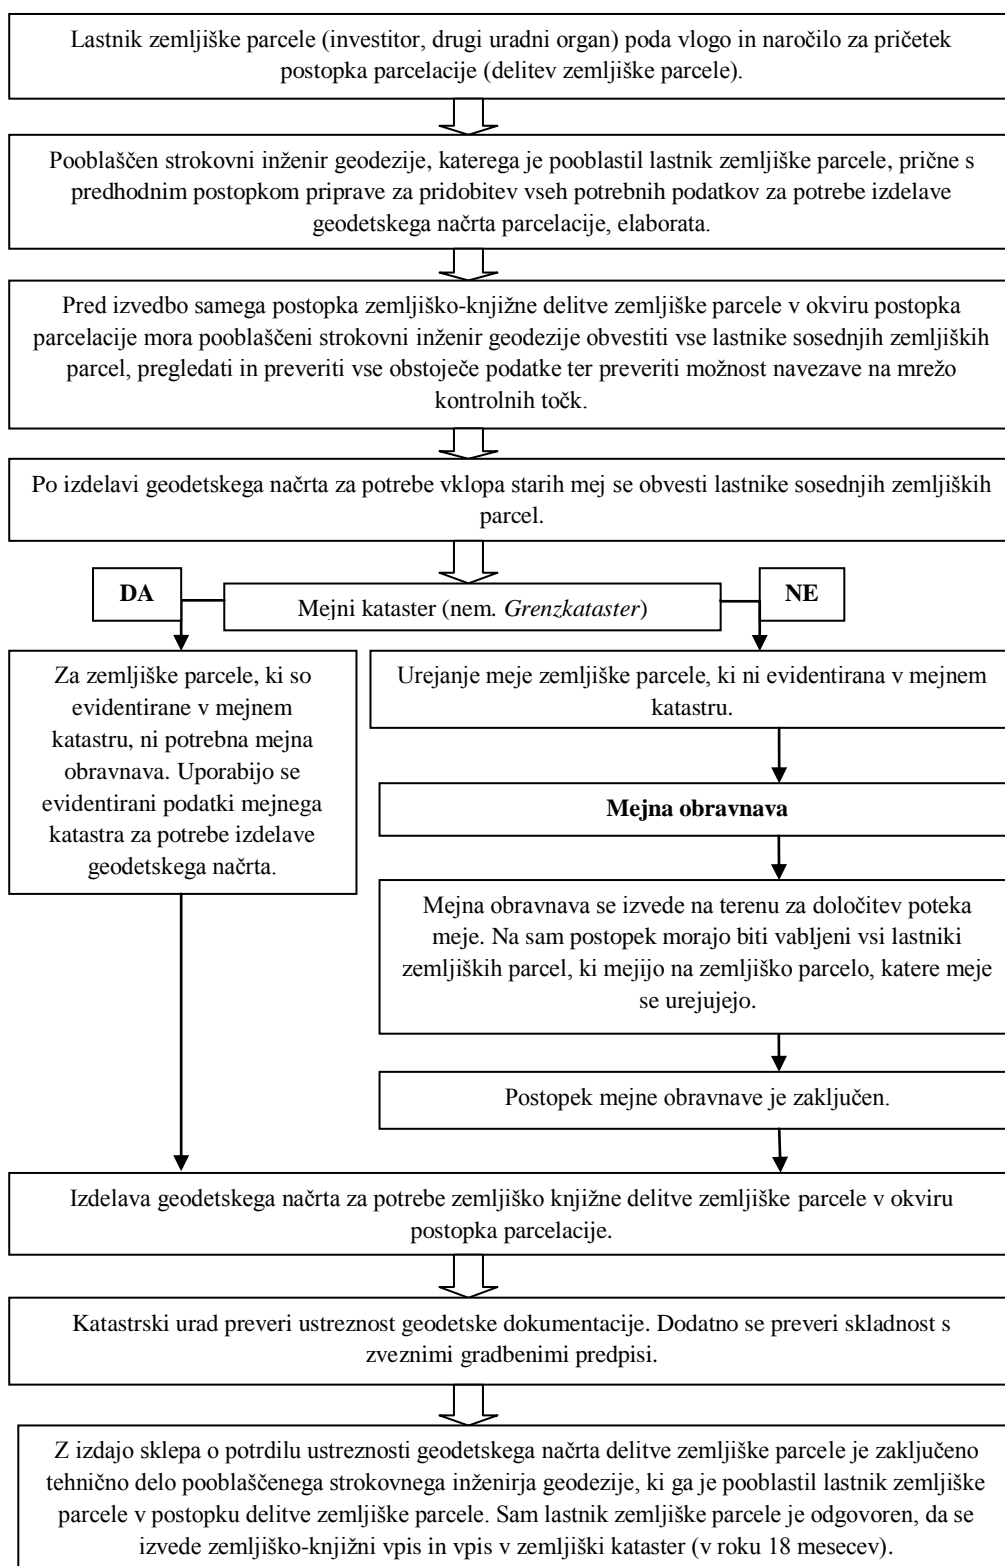 Lastnik zemljiške parcele (investitor, drugi uradni organ) poda vlogo in naročilo za pričetek
postopka parcelacije (delitev zemljiške parcele).
Pooblaščen strokovni inženir geodezije, katerega je pooblastil lastnik zemljiške parcele, prične s
predhodnim postopkom priprave za pridobitev vseh potrebnih podatkov za potrebe izdelave
geodetskega načrta parcelacije, elaborata.
Pred izvedbo samega postopka zemljiško-knjižne delitve zemljiške parcele v okviru postopka
parcelacije mora pooblaščeni strokovni inženir geodezije obvestiti vse lastnike sosednjih zemljiških
parcel, pregledati in preveriti vse obstoječe podatke ter preveriti možnost navezave na mrežo
kontrolnih točk.
Po izdelavi geodetskega načrta za potrebe vklopa starih mej se obvesti lastnike sosednjih zemljiških
parcel.
DA
Mejni kataster (nem. Grenzkataster)
NE
Za zemljiške parcele, ki so
evidentirane v mejnem
katastru, ni potrebna mejna
obravnava. Uporabijo se
evidentirani podatki mejnega
katastra za potrebe izdelave
geodetskega načrta.
Urejanje meje zemljiške parcele, ki ni evidentirana v mejnem
katastru.
Mejna obravnava
Mejna obravnava se izvede na terenu za določitev poteka
meje. Na sam postopek morajo biti vabljeni vsi lastniki
zemljiških parcel, ki mejijo na zemljiško parcelo, katere meje
se urejujejo.
Postopek mejne obravnave je zaključen.
Izdelava geodetskega načrta za potrebe zemljiško knjižne delitve zemljiške parcele v okviru
postopka parcelacije.
Katastrski urad preveri ustreznost geodetske dokumentacije. Dodatno se preveri skladnost s
zveznimi gradbenimi predpisi.
Z izdajo sklepa o potrdilu ustreznosti geodetskega načrta delitve zemljiške parcele je zaključeno
tehnično delo pooblaščenega strokovnega inženirja geodezije, ki ga je pooblastil lastnik zemljiške
parcele v postopku delitve zemljiške parcele. Sam lastnik zemljiške parcele je odgovoren, da se
izvede zemljiško-knjižni vpis in vpis v zemljiški kataster (v roku 18 mesecev).